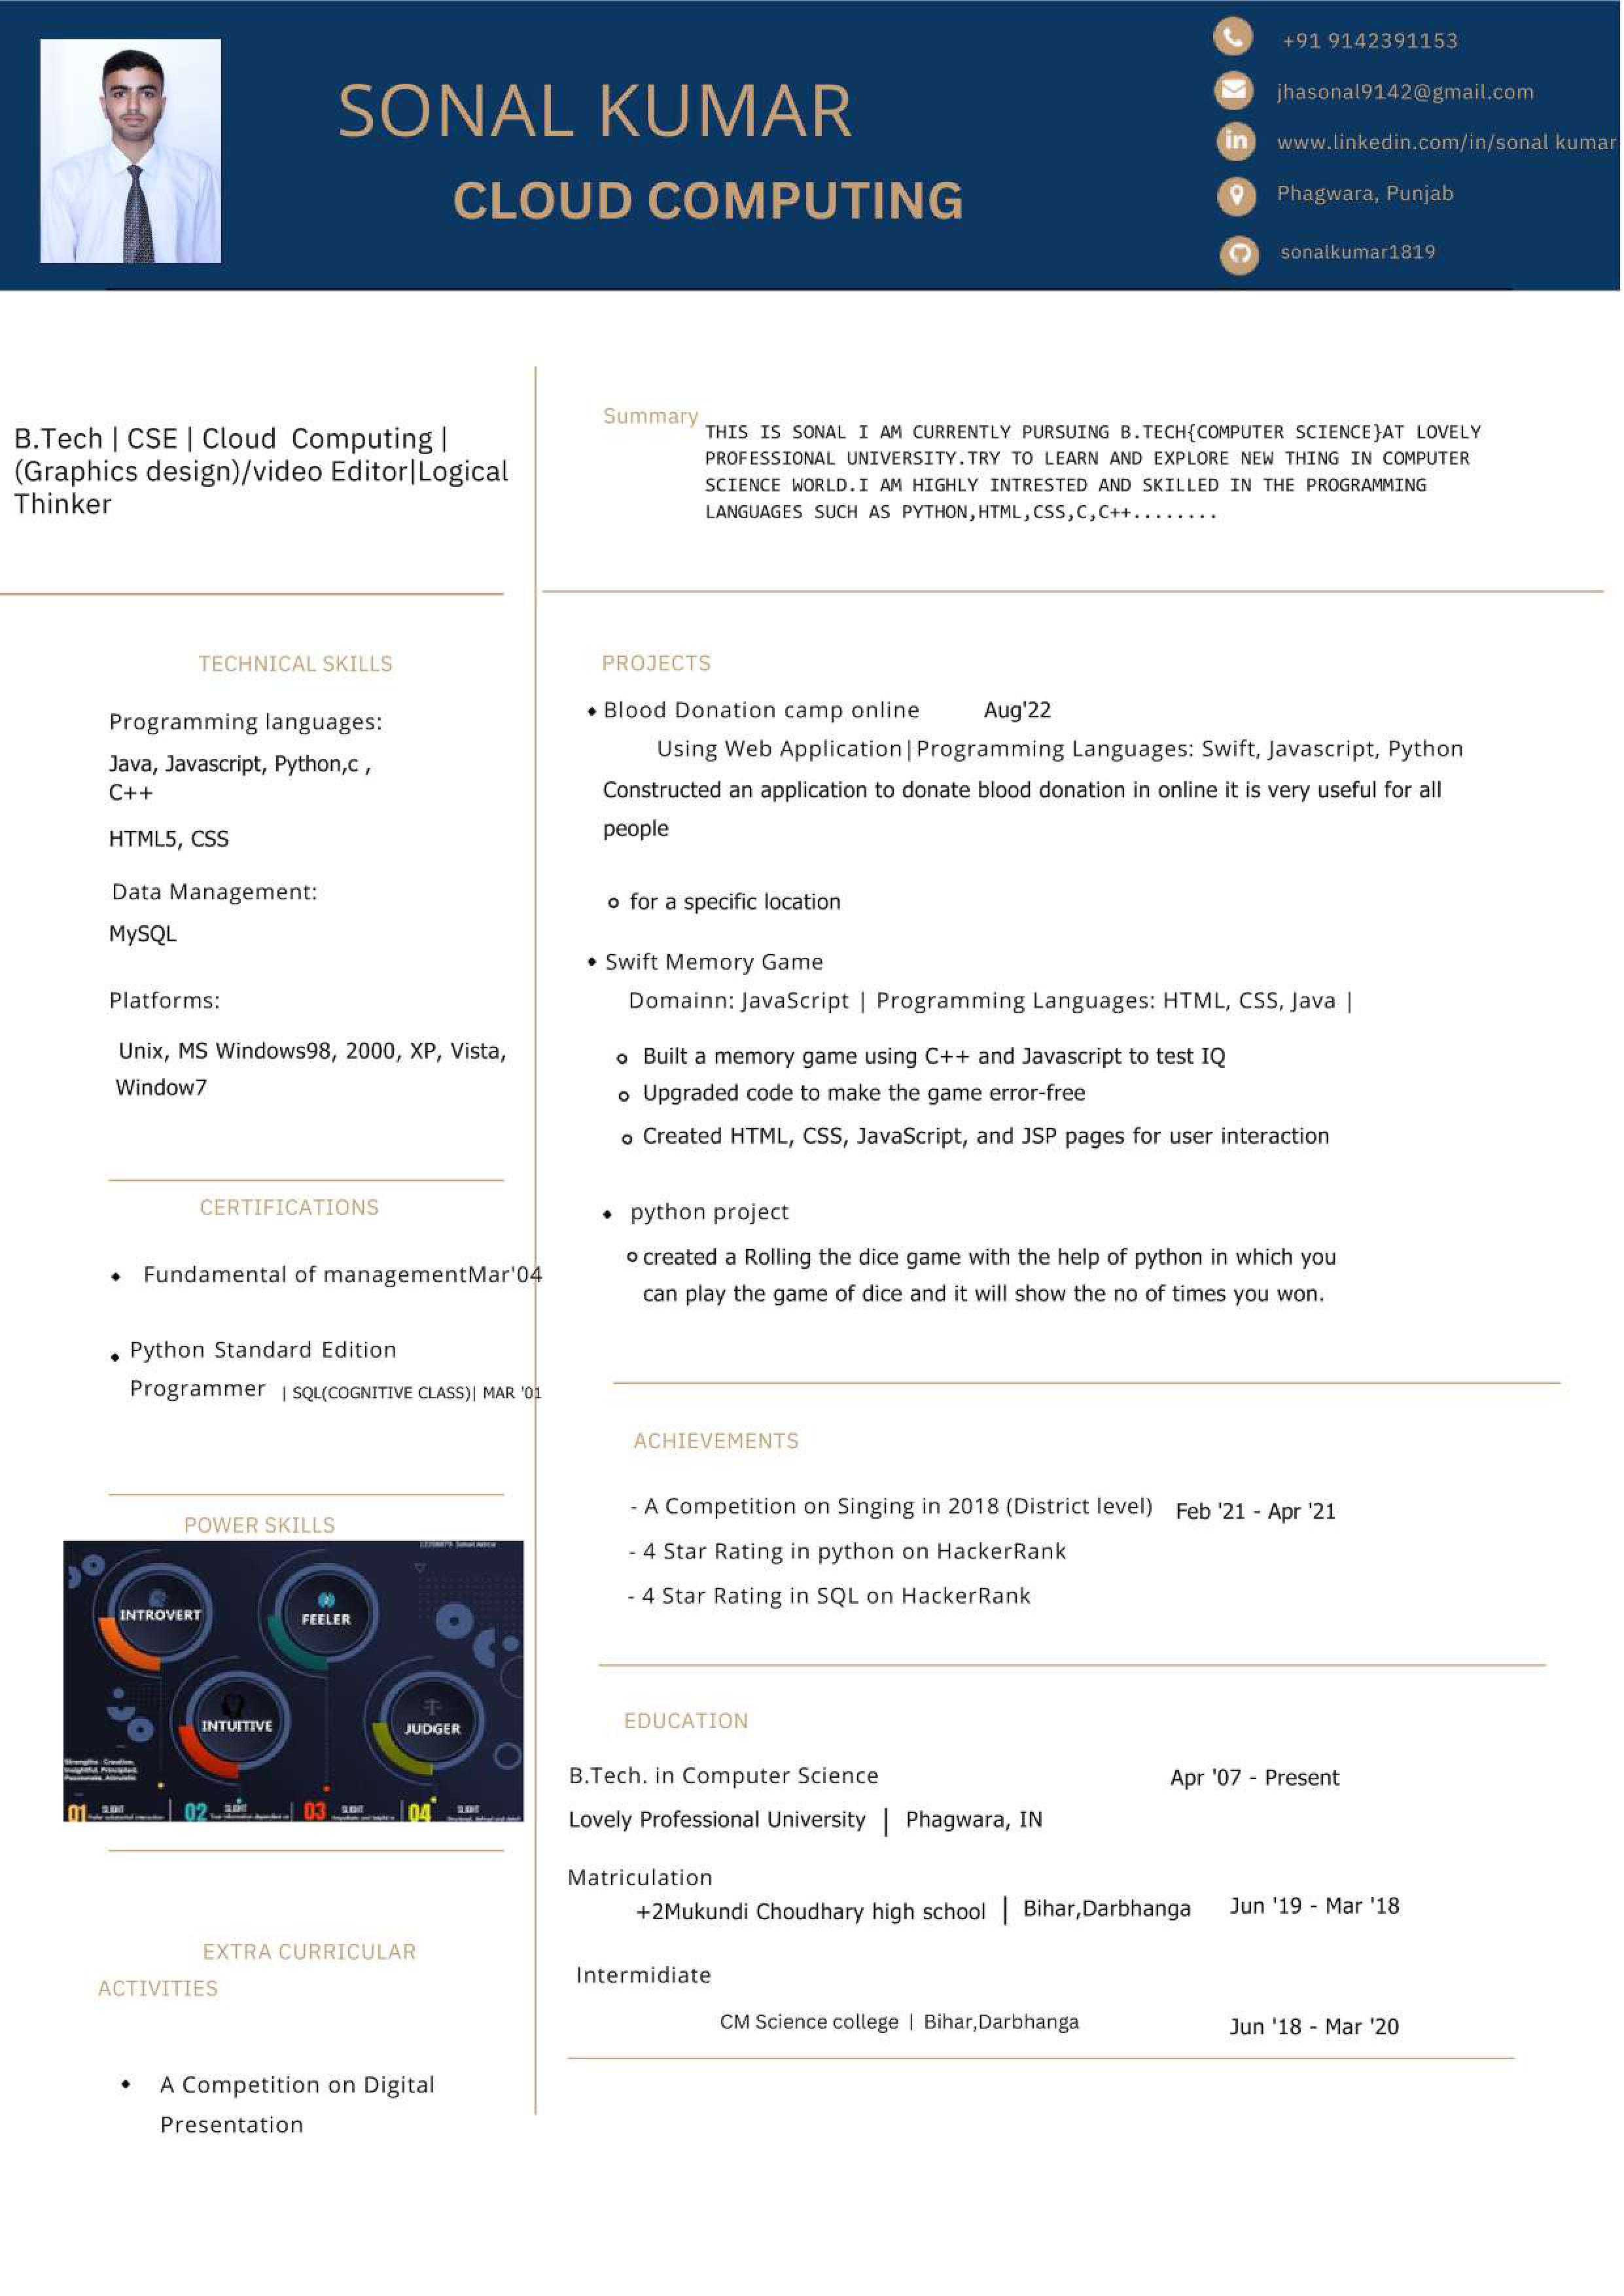 SONAL KUMAR
CLOUD COMPUTING
+91 9142391153
jhasonal9142@gmail.com
www.linkedin.com/in/sonal kumar
Phagwara, Punjab
sonalkumar1819
B.Tech | CSE | Cloud Computing |
(Graphics design)/video Editor|Logical
Thinker
Summary
THIS IS SONAL I AM CURRENTLY PURSUING B.TECH{COMPUTER SCIENCE}AT LOVELY
PROFESSIONAL UNIVERSITY.TRY TO LEARN AND EXPLORE NEW THING IN COMPUTER
SCIENCE WORLD.I AM HIGHLY INTRESTED AND SKILLED IN THE PROGRAMMING
LANGUAGES SUCH AS PYTHON,HTML,CSS,C,C++........
TECHNICAL SKILLS
Programming languages:
Java, Javascript, Python,c ,
C++
HTML5, CSS
Data Management:
MySQL
Platforms:
Unix, MS Windows98, 2000, XP, Vista,
Window7
CERTIFICATIONS
• Fundamental of managementMar'04
• Python Standard Edition
Programmer | SQL(COGNITIVE CLASS)| MAR '01
POWER SKILLS
INTROVERT
FEELER
INTUITIVE
JUDGER
Strengths : Creative,
Insightful, Principled,
Passionate, Altruistic
01 SLIGHT 02 SLIGHT 03 SLIGHT 04 SLIGHT
EXTRA CURRICULAR
ACTIVITIES
• A Competition on Digital
Presentation
PROJECTS
• Blood Donation camp online Aug'22
Using Web Application|Programming Languages: Swift, Javascript, Python
Constructed an application to donate blood donation in online it is very useful for all
people
o for a specific location
• Swift Memory Game
Domainn: JavaScript | Programming Languages: HTML, CSS, Java |
o Built a memory game using C++ and Javascript to test IQ
o Upgraded code to make the game error-free
o Created HTML, CSS, JavaScript, and JSP pages for user interaction
• python project
o created a Rolling the dice game with the help of python in which you
can play the game of dice and it will show the no of times you won.
ACHIEVEMENTS
- A Competition on Singing in 2018 (District level) Feb '21 - Apr '21
- 4 Star Rating in python on HackerRank
- 4 Star Rating in SQL on HackerRank
EDUCATION
B.Tech. in Computer Science Apr '07 - Present
Lovely Professional University | Phagwara, IN
Matriculation
+2Mukundi Choudhary high school | Bihar,Darbhanga Jun '19 - Mar '18
Intermidiate
CM Science college | Bihar,Darbhanga Jun '18 - Mar '20